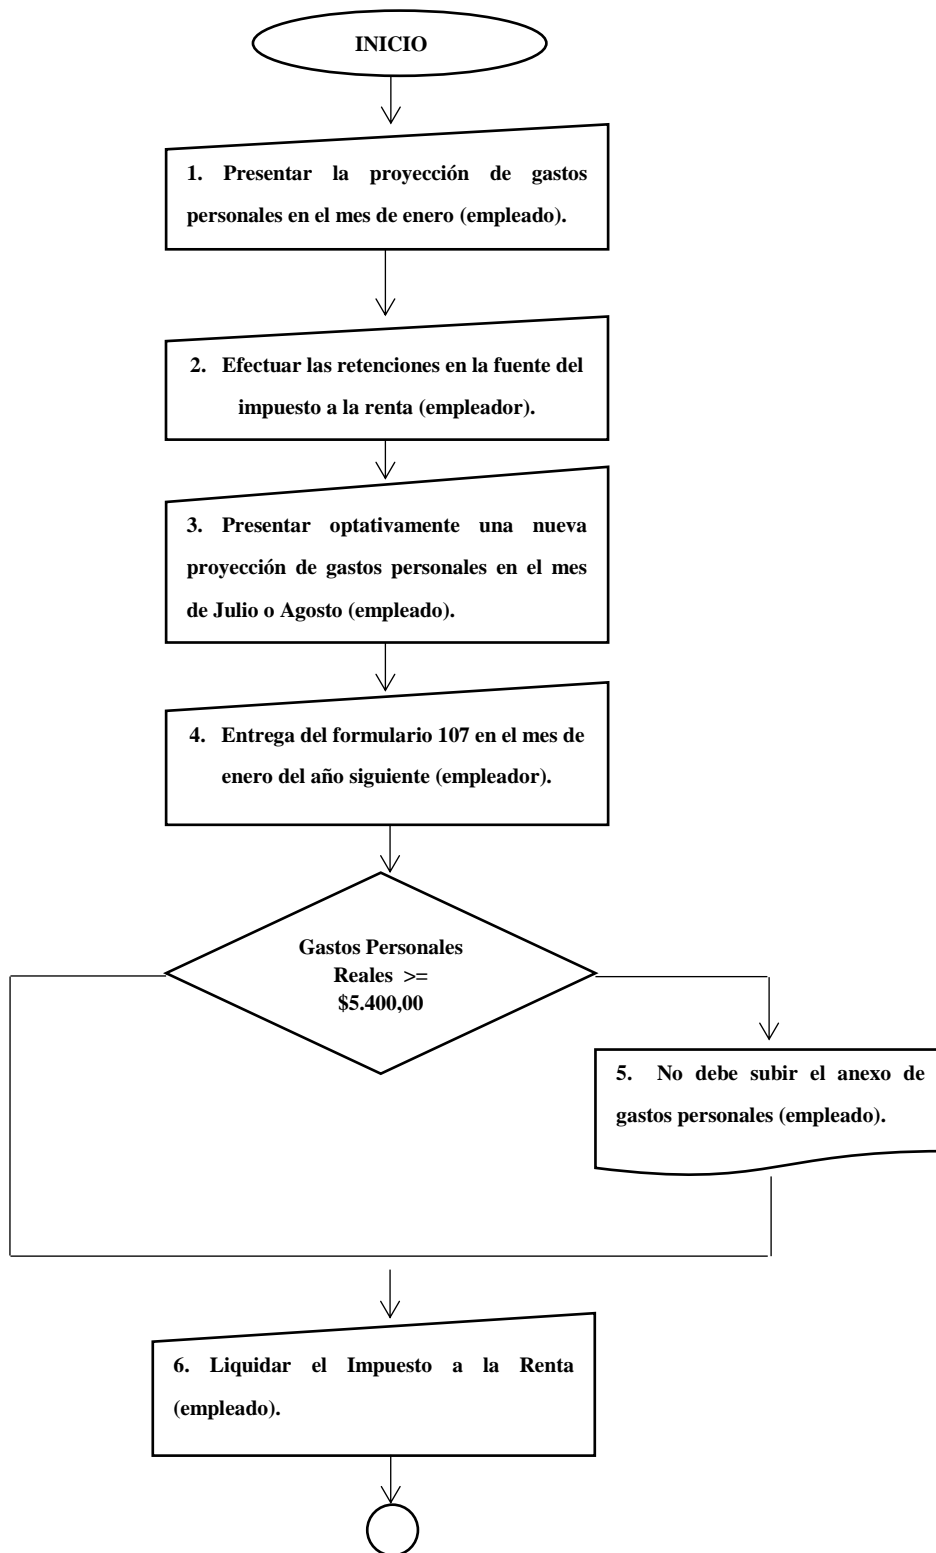 INICIO
1. Presentar la proyección de gastos
personales en el mes de enero (empleado).
2. Efectuar las retenciones en la fuente del
impuesto a la renta (empleador).
3. Presentar optativamente una nueva
proyección de gastos personales en el mes
de Julio o Agosto (empleado).
4. Entrega del formulario 107 en el mes de
enero del año siguiente (empleador).
Gastos Personales
Reales >=
$5.400,00
5. No debe subir el anexo de
gastos personales (empleado).
6. Liquidar el Impuesto a la Renta
(empleado).